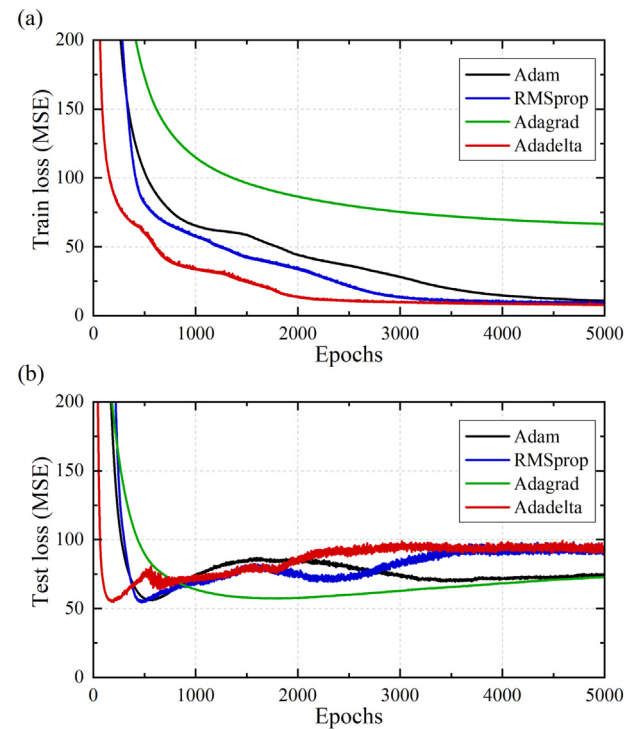 (a)
200
150
100
50
0
Train loss (MSE)
Adam
RMSprop
Adagrad
Adadelta
0 1000 2000 3000 4000 5000
Epochs
(b)
200
150
100
50
0
Test loss (MSE)
Adam
RMSprop
Adagrad
Adadelta
0 1000 2000 3000 4000 5000
Epochs